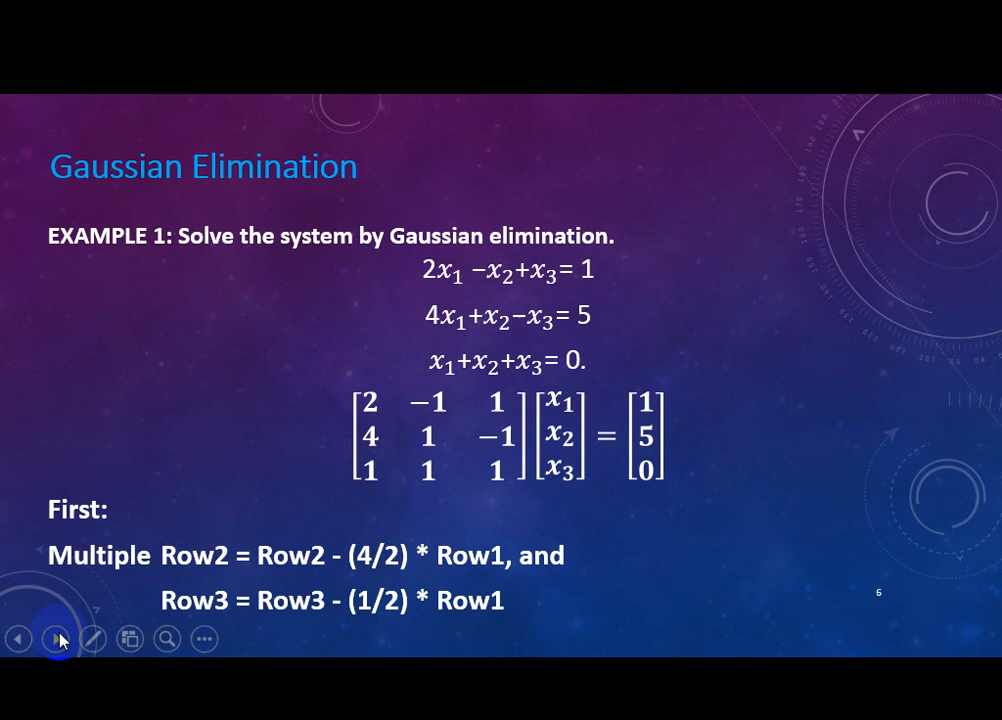 Gaussian Elimination
EXAMPLE 1: Solve the system by Gaussian elimination.
2x₁ −x₂+x₃= 1
4x₁+x₂−x₃= 5
x₁+x₂+x₃= 0.
[2 −1 1] [x₁] [1]
[4 1 −1] [x₂] = [5]
[1 1 1] [x₃] [0]
First:
Multiple Row2 = Row2 - (4/2) * Row1, and
Row3 = Row3 - (1/2) * Row1
6